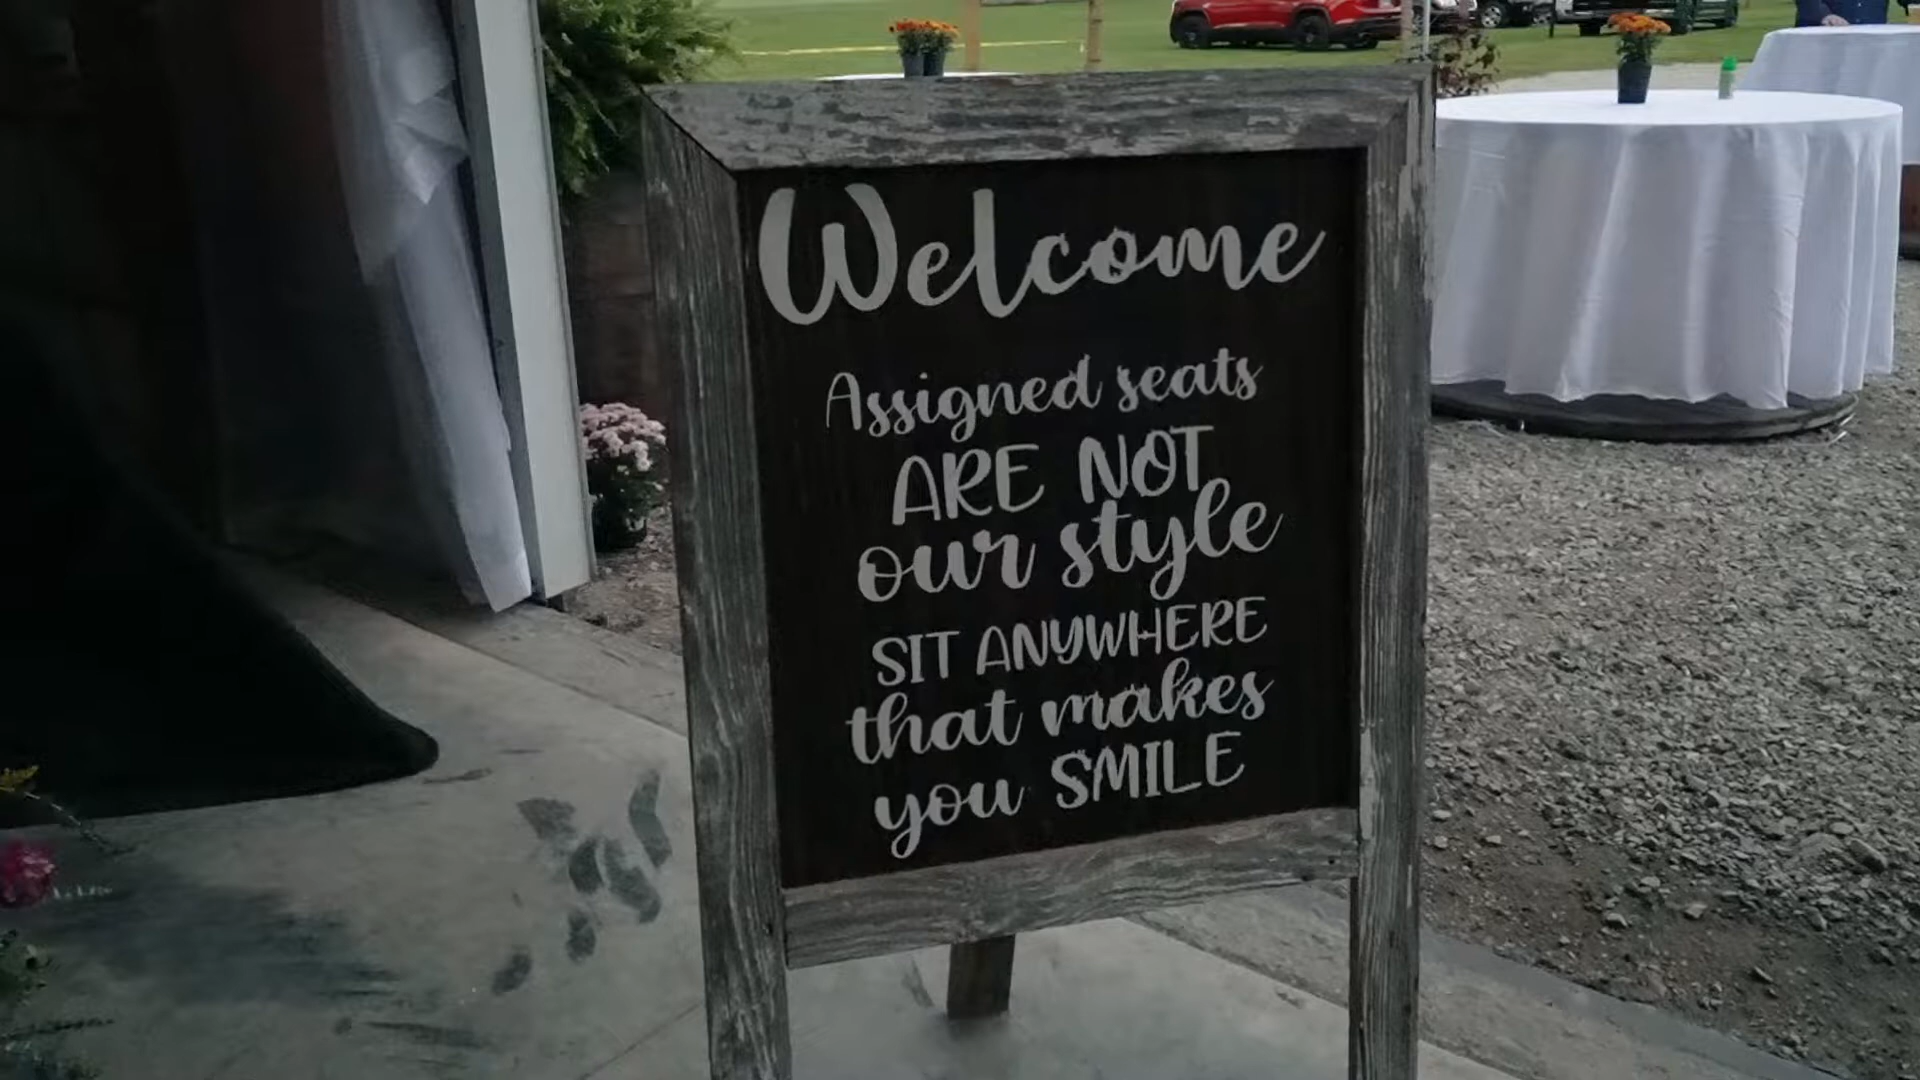 Welcome
Assigned seats
ARE NOT
our style
SIT ANYWHERE
that makes
you SMILE